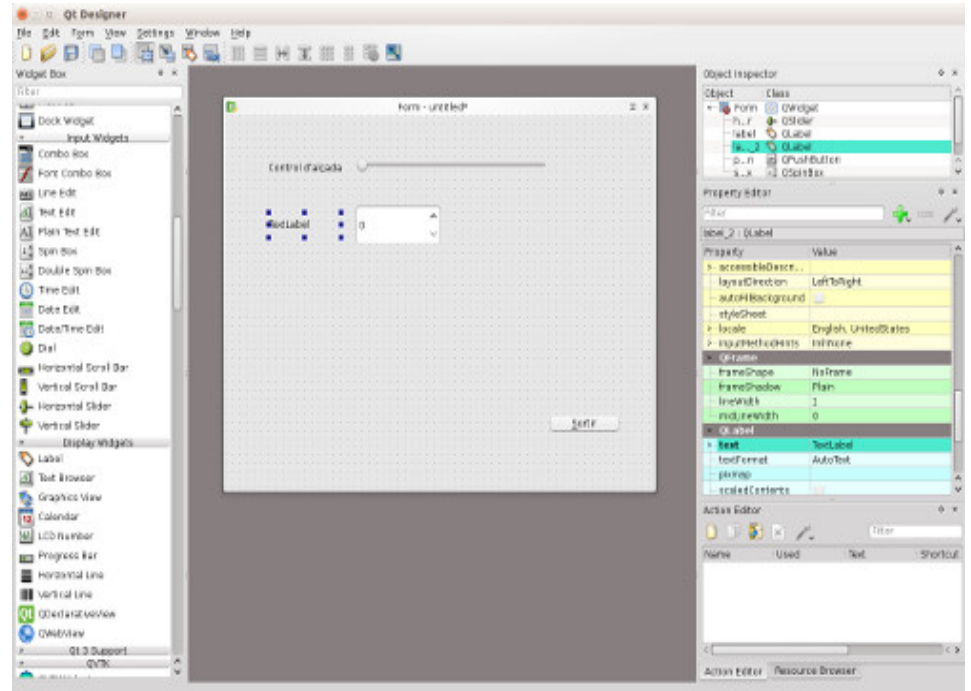 Qt Designer
File Edit Form View Settings Window Help
Widget Box
Filter
Dock Widget
Input Widgets
Combo Box
Font Combo Box
Line Edit
Text Edit
Plain Text Edit
Spin Box
Double Spin Box
Time Edit
Date Edit
Date/Time Edit
Dial
Horizontal Scroll Bar
Vertical Scroll Bar
Horizontal Slider
Vertical Slider
Display Widgets
Label
Text Browser
Graphics View
Calendar
LCD Number
Progress Bar
Horizontal Line
Vertical Line
QDeclarativeView
QWebView
Qt 3 Support
QVTK
Form - untitled*
Control d'alçada
TextLabel
0
Sortir
Object Inspector
Object Class
Form QWidget
h...r QSlider
label QLabel
la..._2 QLabel
p...n QPushButton
s...x QSpinBox
Property Editor
Filter
label_2 : QLabel
Property Value
accessibleDescr...
layoutDirection LeftToRight
autoFillBackground
styleSheet
locale English, UnitedStates
inputMethodHints ImhNone
QFrame
frameShape NoFrame
frameShadow Plain
lineWidth 1
midLineWidth 0
QLabel
text TextLabel
textFormat AutoText
pixmap
scaledContents
Action Editor
Filter
Name Used Text Shortcut
Action Editor Resource Browser